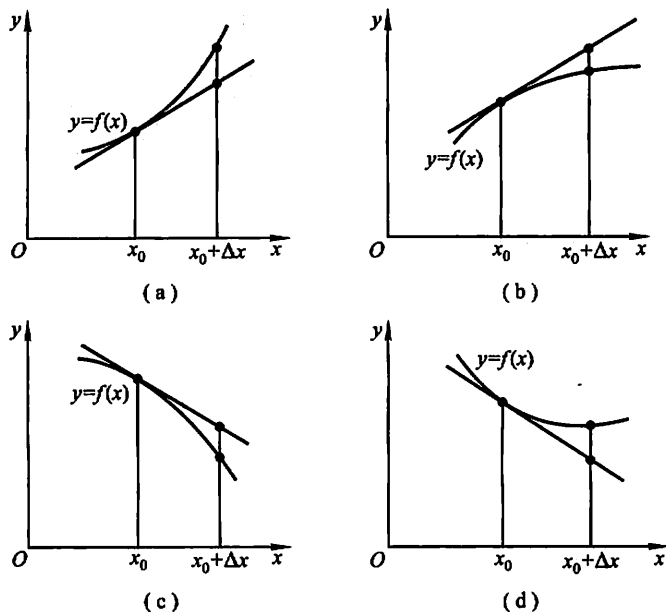 y
y
y=f(x)
y=f(x)
O
x₀
x₀+Δx
x
O
x₀
x₀+Δx
x
(a)
(b)
y
y
y=f(x)
y=f(x)
O
x₀
x₀+Δx
x
O
x₀
x₀+Δx
x
(c)
(d)